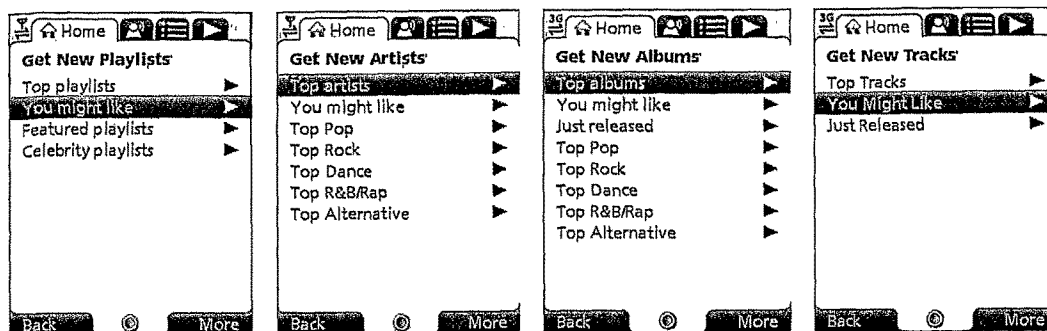 Home
Get New Playlists
Top playlists
You might like
Featured playlists
Celebrity playlists
Back
More
Home
Get New Artists
Top artists
You might like
Top Pop
Top Rock
Top Dance
Top R&B/Rap
Top Alternative
Back
More
3G
Home
Get New Albums
Top albums
You might like
Just released
Top Pop
Top Rock
Top Dance
Top R&B/Rap
Top Alternative
Back
More
3G
Home
Get New Tracks
Top Tracks
You Might Like
Just Released
Back
More